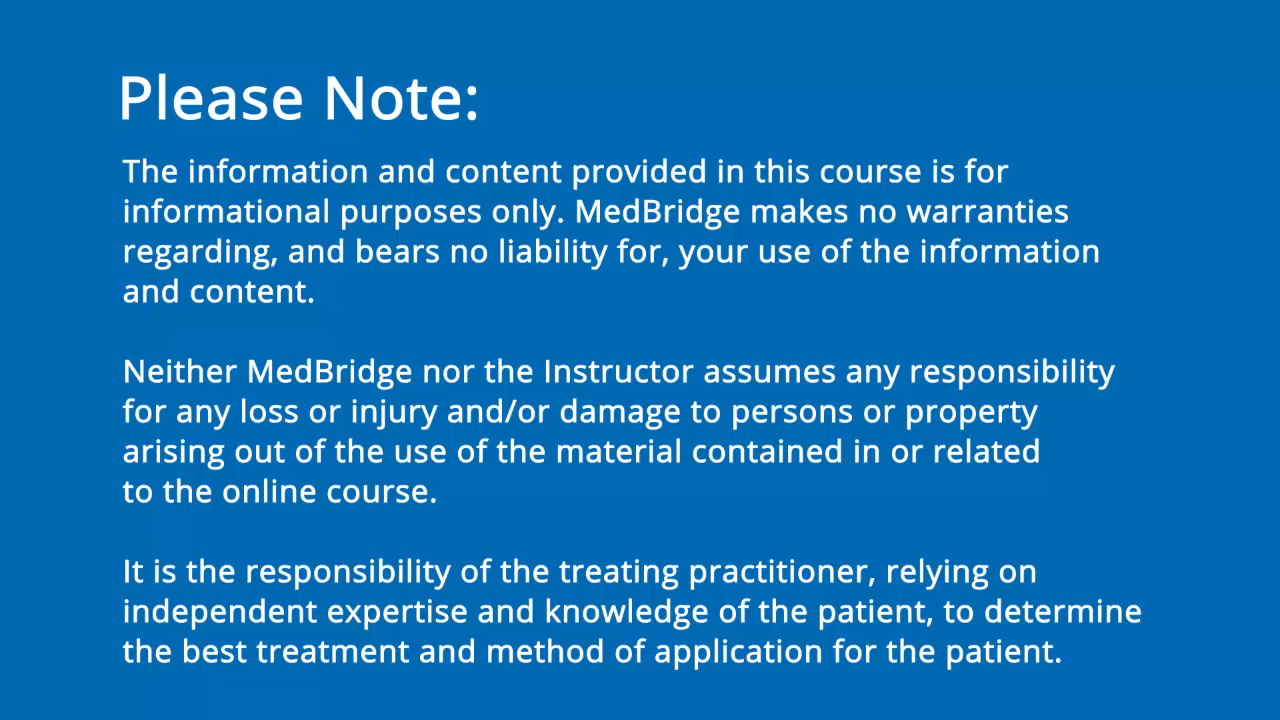 Please Note:
The information and content provided in this course is for
informational purposes only. MedBridge makes no warranties
regarding, and bears no liability for, your use of the information
and content.
Neither MedBridge nor the Instructor assumes any responsibility
for any loss or injury and/or damage to persons or property
arising out of the use of the material contained in or related
to the online course.
It is the responsibility of the treating practitioner, relying on
independent expertise and knowledge of the patient, to determine
the best treatment and method of application for the patient.